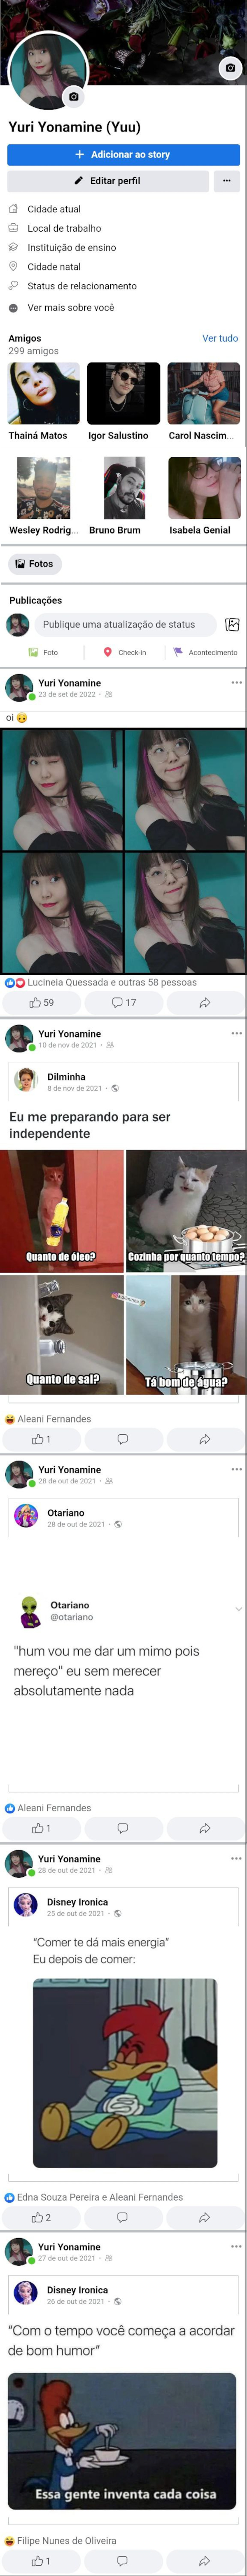 Yuri Yonamine (Yuu)
+ Adicionar ao story
Editar perfil
Cidade atual
Local de trabalho
Instituição de ensino
Cidade natal
Status de relacionamento
Ver mais sobre você
Amigos
Ver tudo
299 amigos
Thainá Matos
Igor Salustino
Carol Nascim...
Wesley Rodrig...
Bruno Brum
Isabela Genial
Fotos
Publicações
Publique uma atualização de status
Foto
Check-in
Acontecimento
Yuri Yonamine
23 de set de 2022
oi
Lucineia Quessada e outras 58 pessoas
59
17
Yuri Yonamine
10 de nov de 2021
Dilminha
8 de nov de 2021
Eu me preparando para ser
independente
Quanto de óleo?
Cozinha por quanto tempo?
Quanto de sal?
Tá bom de água?
Aleani Fernandes
1
Yuri Yonamine
28 de out de 2021
Otariano
28 de out de 2021
Otariano
@otariano
"hum vou me dar um mimo pois
mereço" eu sem merecer
absolutamente nada
Aleani Fernandes
1
Yuri Yonamine
28 de out de 2021
Disney Ironica
25 de out de 2021
“Comer te dá mais energia”
Eu depois de comer:
Edna Souza Pereira e Aleani Fernandes
2
Yuri Yonamine
27 de out de 2021
Disney Ironica
26 de out de 2021
“Com o tempo você começa a acordar
de bom humor”
Essa gente inventa cada coisa
Filipe Nunes de Oliveira
1